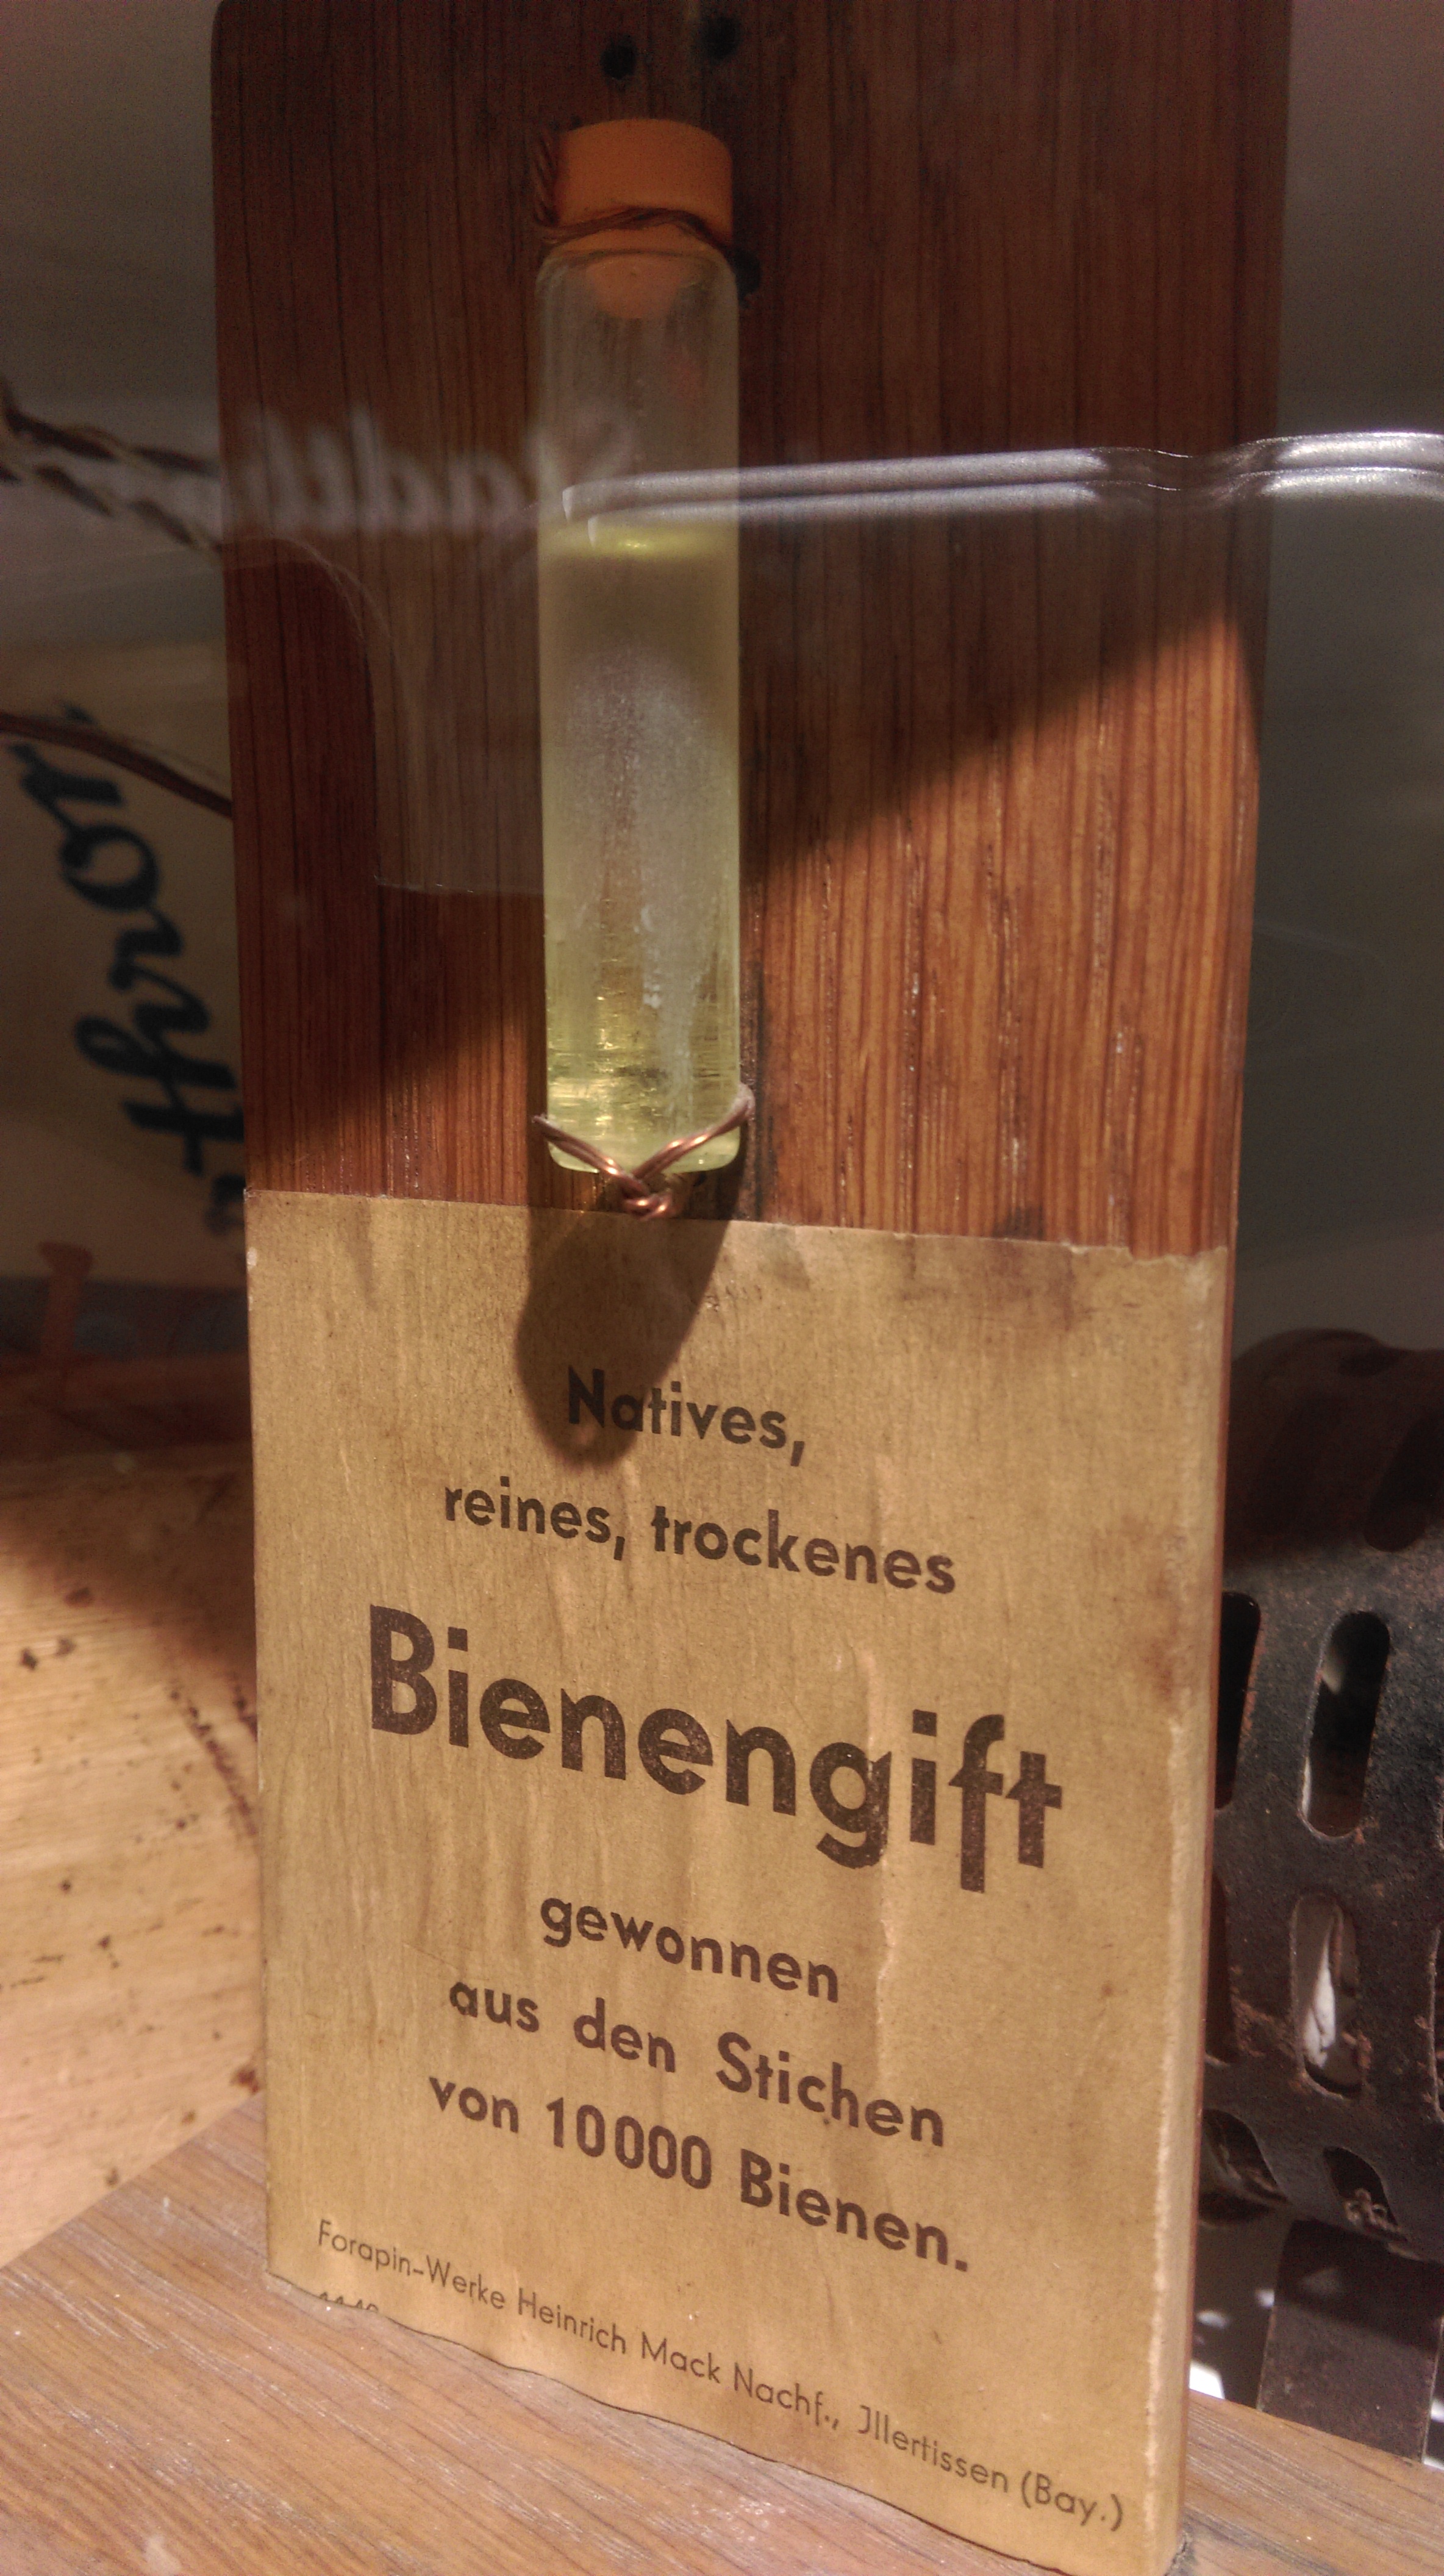 Natives,
reines, trockenes
Bienengift
gewonnen
aus den Stichen
von 10000 Bienen.
Forapin-Werke Heinrich Mack Nachf., Jllertissen (Bay.)